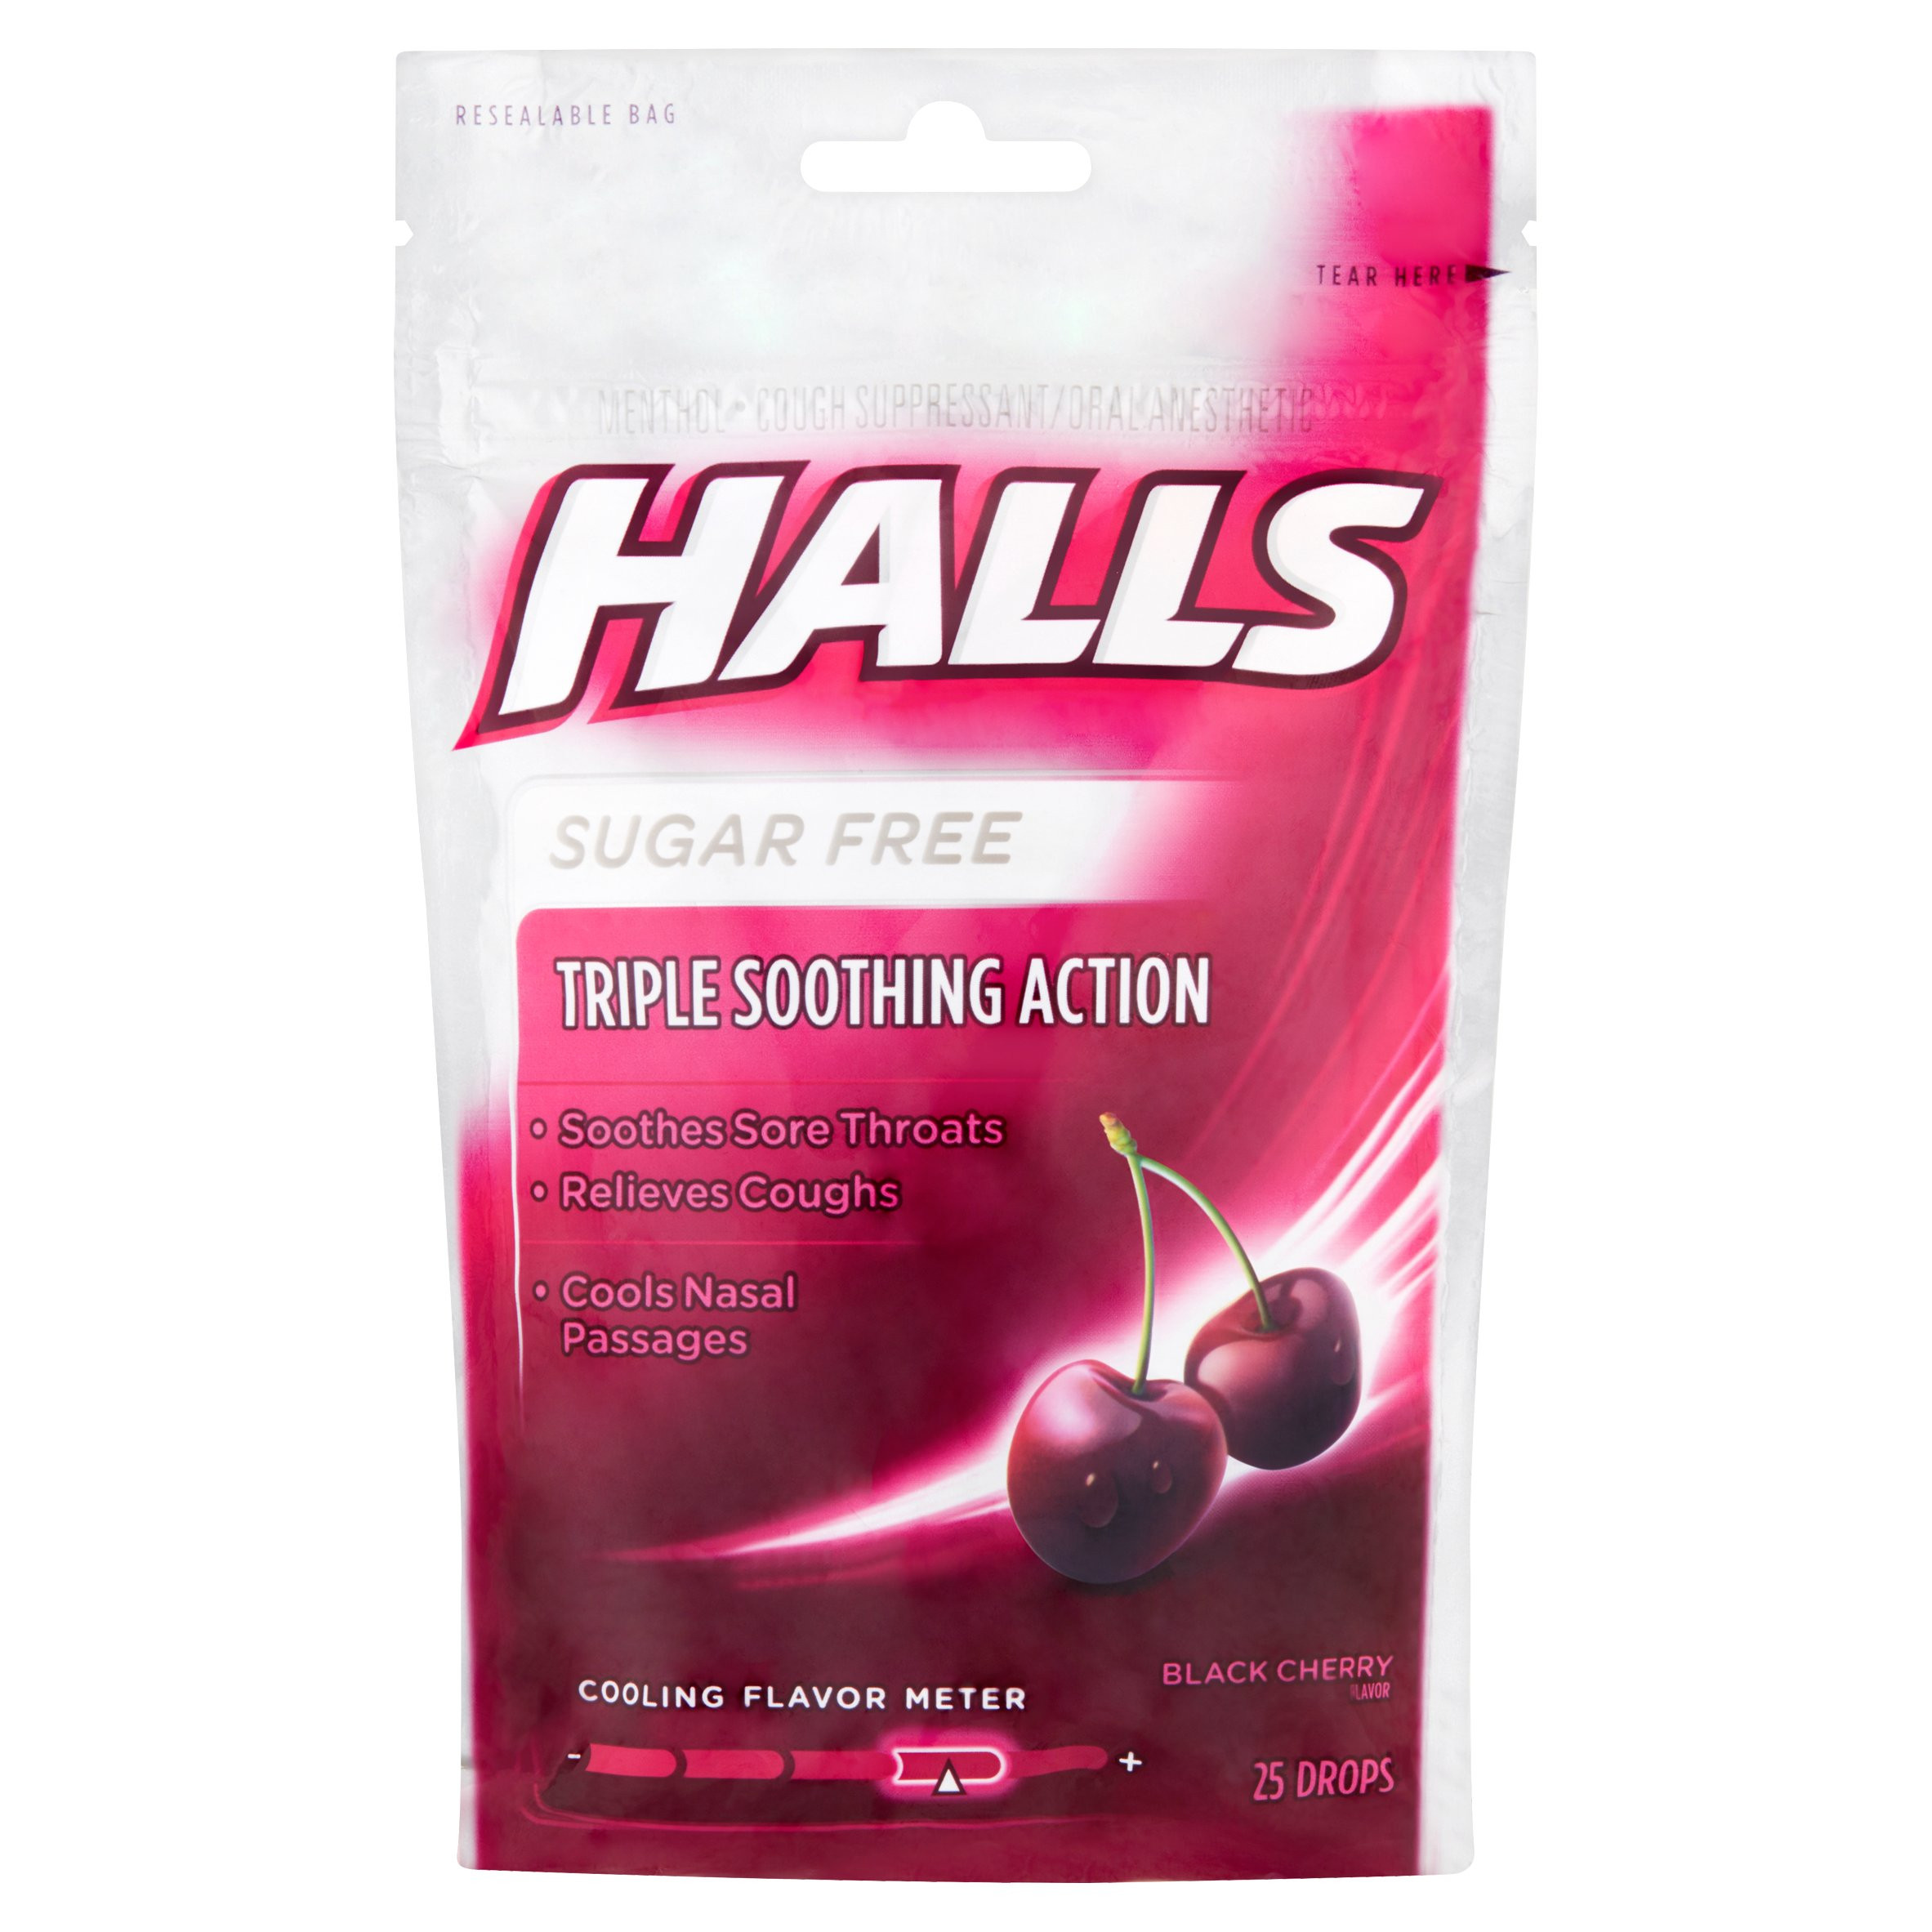 RESEALABLE BAG
TEAR HERE
MENTHOL • COUGH SUPPRESSANT/ORAL ANESTHETIC
HALLS
SUGAR FREE
TRIPLE SOOTHING ACTION
• Soothes Sore Throats
• Relieves Coughs
• Cools Nasal
Passages
BLACK CHERRY
FLAVOR
COOLING FLAVOR METER
- +
25 DROPS